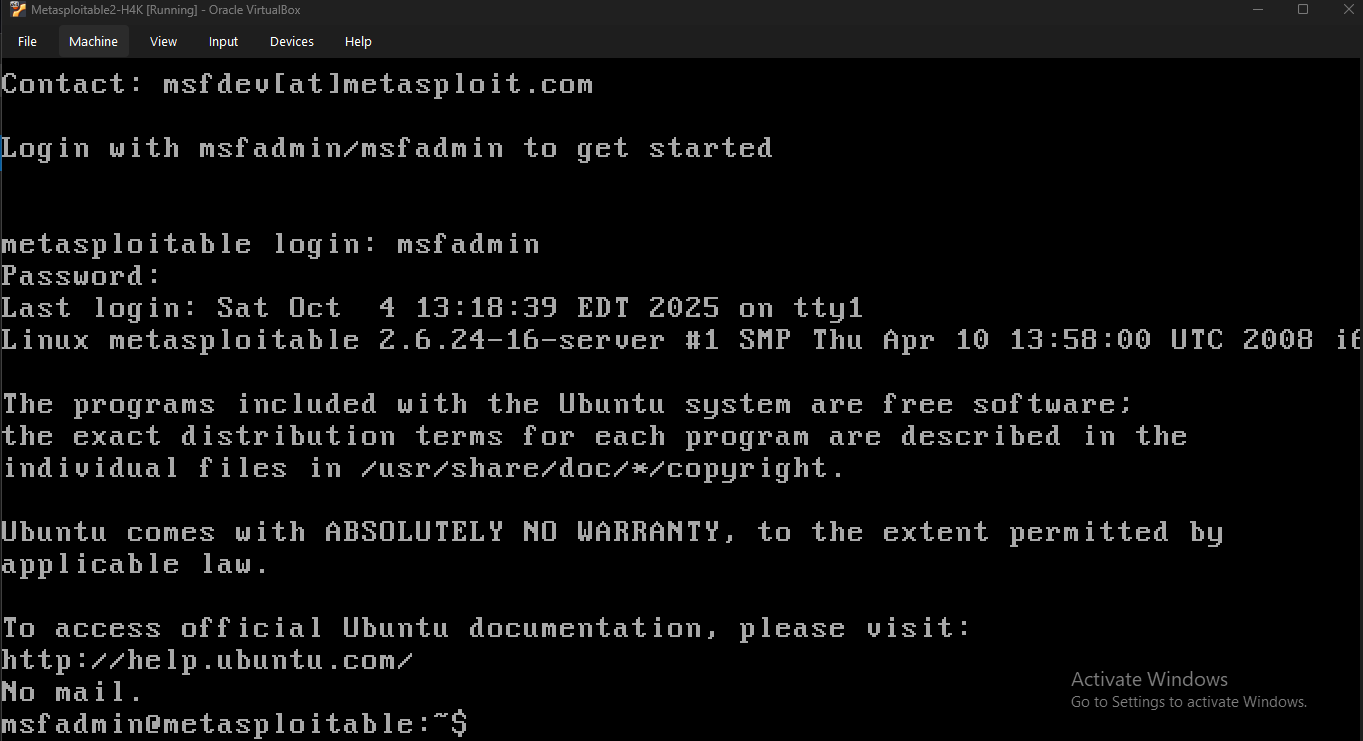 Metasploitable2-H4K [Running] - Oracle VirtualBox
File Machine View Input Devices Help
Contact: msfdev[at]metasploit.com
Login with msfadmin/msfadmin to get started
metasploitable login: msfadmin
Password:
Last login: Sat Oct  4 13:18:39 EDT 2025 on tty1
Linux metasploitable 2.6.24-16-server #1 SMP Thu Apr 10 13:58:00 UTC 2008 i6
The programs included with the Ubuntu system are free software;
the exact distribution terms for each program are described in the
individual files in /usr/share/doc/*/copyright.
Ubuntu comes with ABSOLUTELY NO WARRANTY, to the extent permitted by
applicable law.
To access official Ubuntu documentation, please visit:
http://help.ubuntu.com/
No mail.
msfadmin@metasploitable:~$
Activate Windows
Go to Settings to activate Windows.